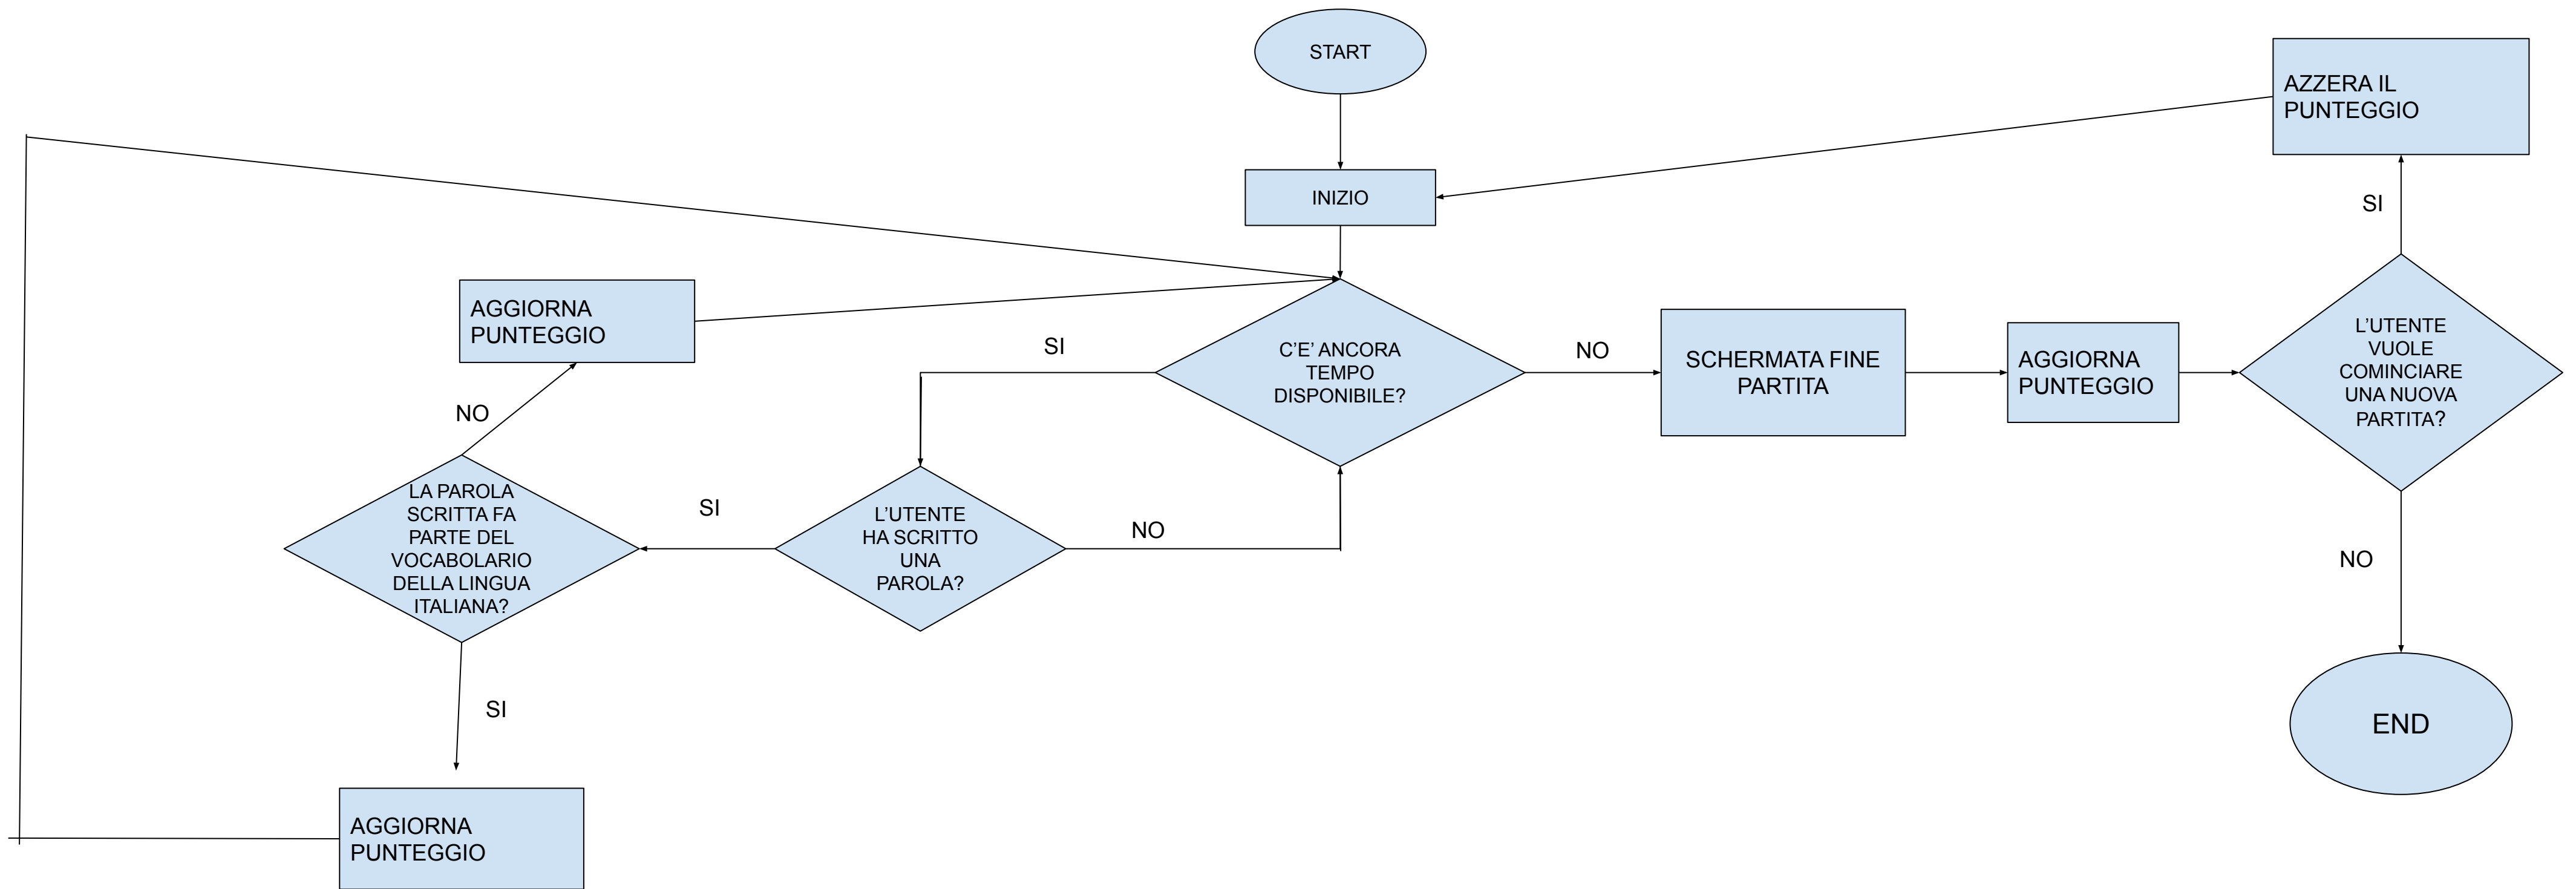 START
AZZERA IL
PUNTEGGIO
INIZIO
SI
AGGIORNA
PUNTEGGIO
SI
C'E' ANCORA
TEMPO
DISPONIBILE?
NO
SCHERMATA FINE
PARTITA
AGGIORNA
PUNTEGGIO
L'UTENTE
VUOLE
COMINCIARE
UNA NUOVA
PARTITA?
NO
LA PAROLA
SCRITTA FA
PARTE DEL
VOCABOLARIO
DELLA LINGUA
ITALIANA?
SI
L'UTENTE
HA SCRITTO
UNA
PAROLA?
NO
NO
SI
END
AGGIORNA
PUNTEGGIO